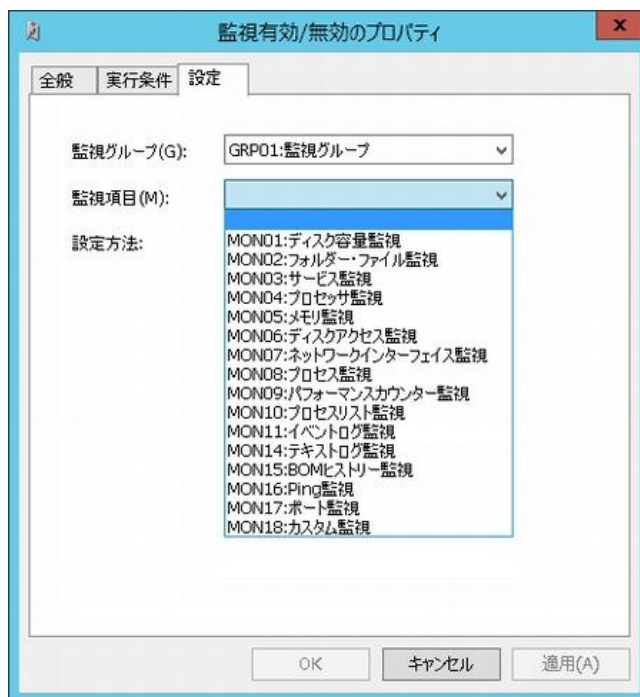 監視有効/無効のプロパティ
x
全般 実行条件 設定
監視グループ(G): GRP01:監視グループ
監視項目(M):
設定方法:
MON01:ディスク容量監視
MON02:フォルダー・ファイル監視
MON03:サービス監視
MON04:プロセッサ監視
MON05:メモリ監視
MON06:ディスクアクセス監視
MON07:ネットワークインターフェイス監視
MON08:プロセス監視
MON09:パフォーマンスカウンター監視
MON10:プロセスリスト監視
MON11:イベントログ監視
MON14:テキストログ監視
MON15:BOMヒストリー監視
MON16:Ping監視
MON17:ポート監視
MON18:カスタム監視
OK キャンセル 適用(A)